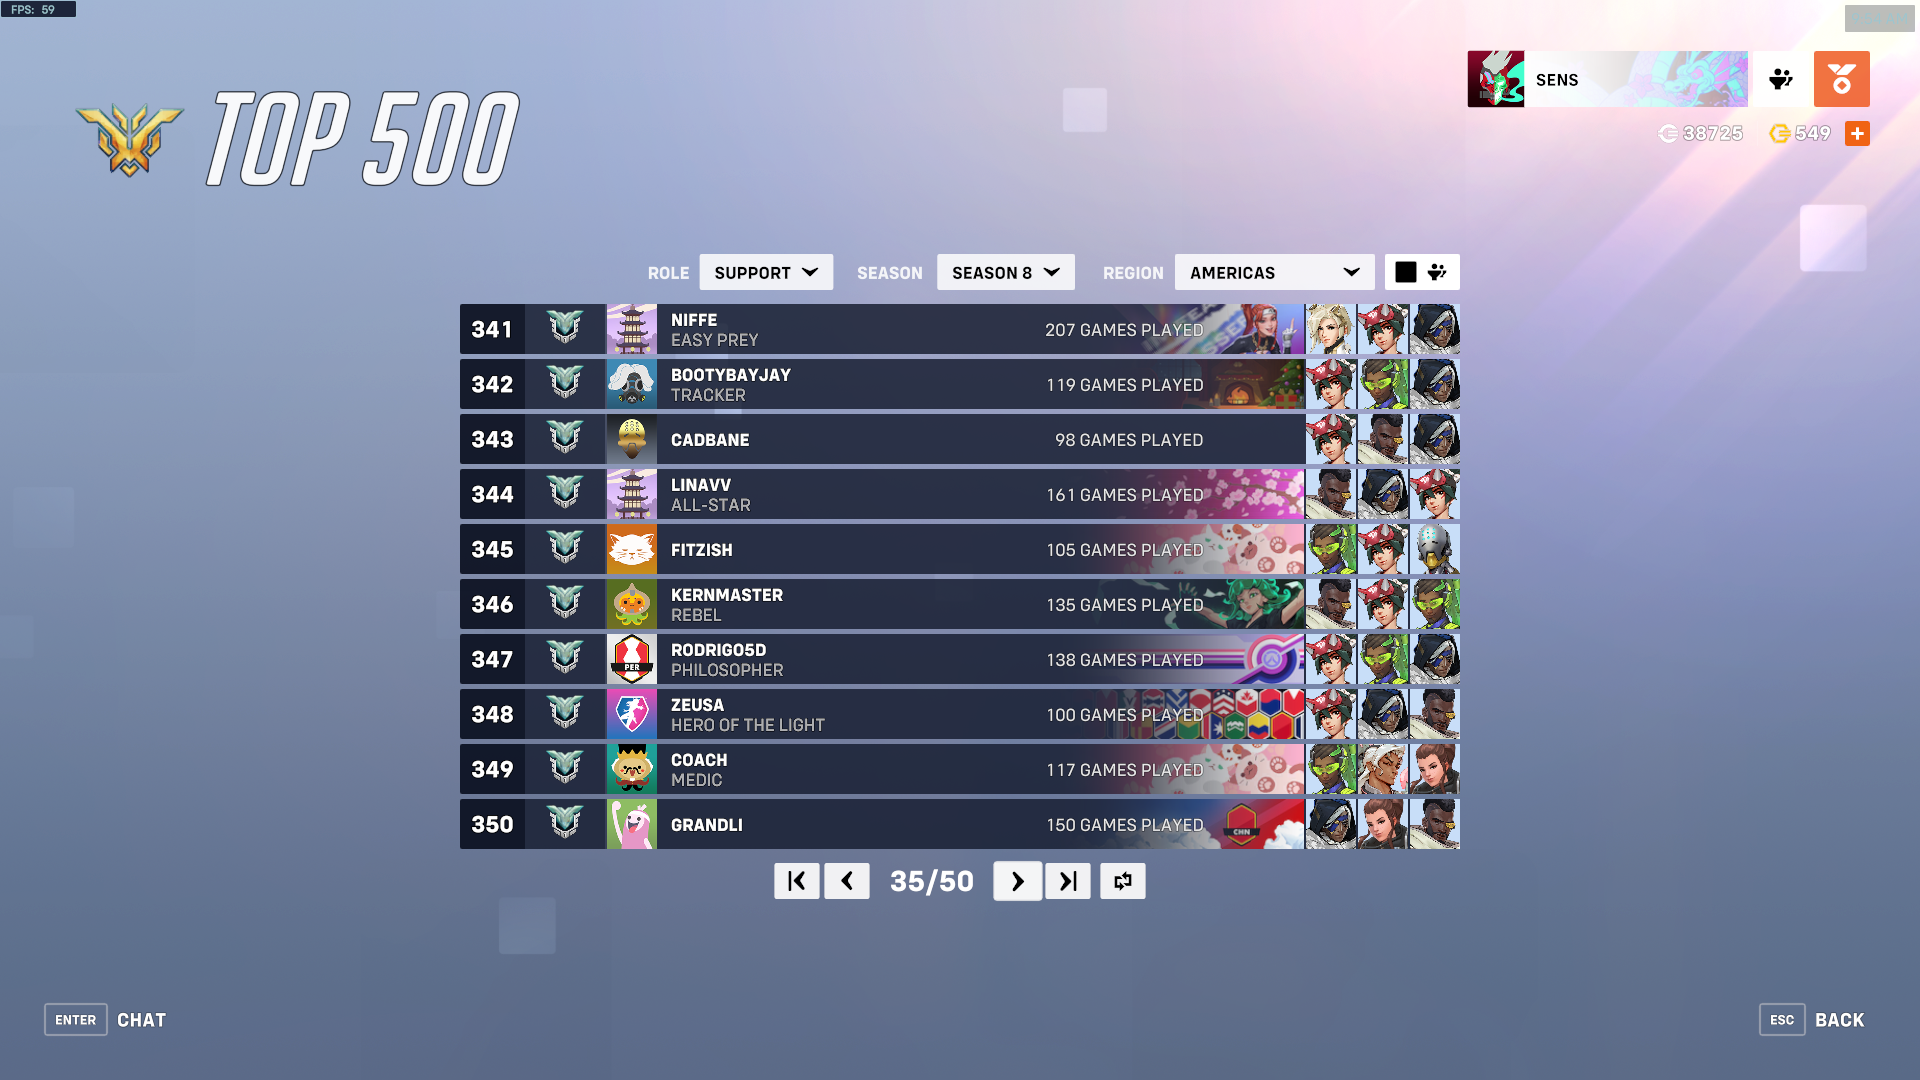 FPS: 59
TOP 500
SENS
38725
549
ROLE
SUPPORT
SEASON
SEASON 8
REGION
AMERICAS
341
NIFFE
EASY PREY
207 GAMES PLAYED
342
BOOTYBAYJAY
TRACKER
119 GAMES PLAYED
343
CADBANE
98 GAMES PLAYED
344
LINAVV
ALL-STAR
161 GAMES PLAYED
345
FITZISH
105 GAMES PLAYED
346
KERNMASTER
REBEL
135 GAMES PLAYED
347
PER
RODRIGO5D
PHILOSOPHER
138 GAMES PLAYED
348
ZEUSA
HERO OF THE LIGHT
100 GAMES PLAYED
349
COACH
MEDIC
117 GAMES PLAYED
350
GRANDLI
150 GAMES PLAYED
CHN
35/50
ENTER
CHAT
ESC
BACK